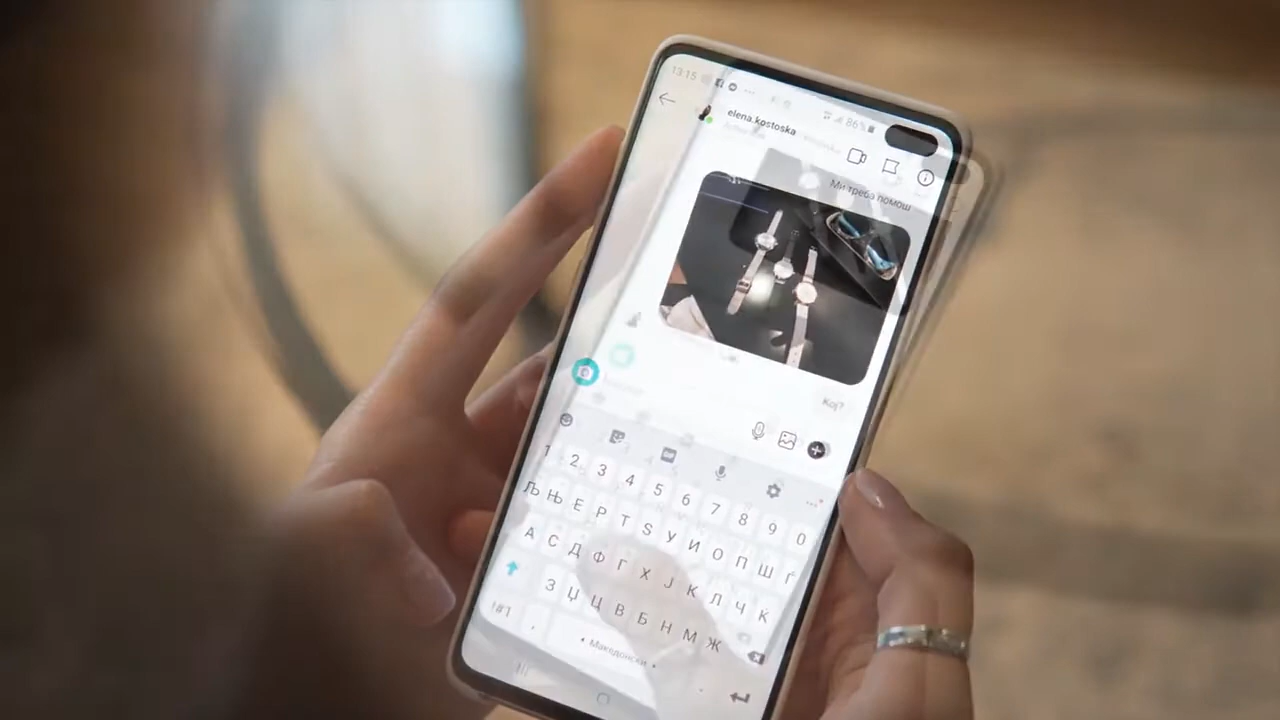 13:15
86%
elena.kostoska
Ми треба помош
Кој?
GIF
1 2 3 4 5 6 7 8 9 0
Љ Њ Е Р Т Ѕ У И О П Ш Ѓ
А С Д Ф Г Х Ј К Л Ч Ќ
З Џ Ц В Б Н М Ж
!#1 , Македонски .